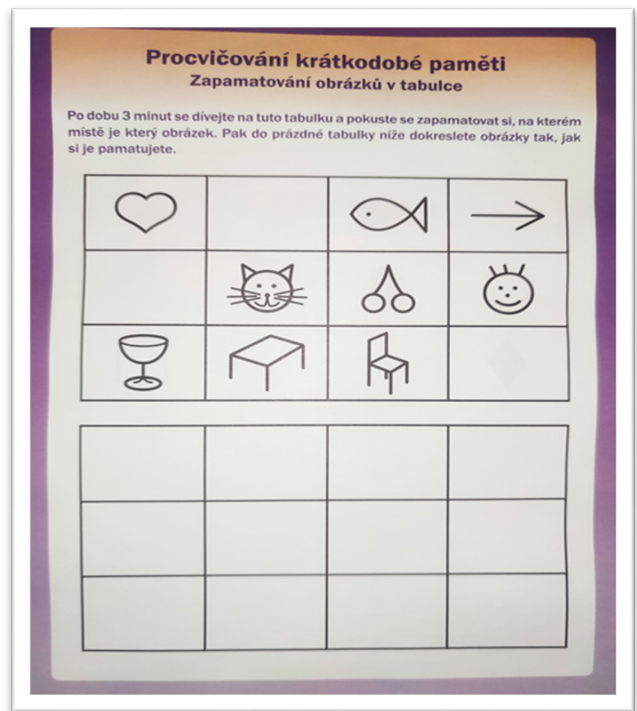 Procvičování krátkodobé paměti
Zapamatování obrázků v tabulce
Po dobu 3 minut se dívejte na tuto tabulku a pokuste se zapamatovat si, na kterém
místě je který obrázek. Pak do prázdné tabulky níže dokreslete obrázky tak, jak
si je pamatujete.